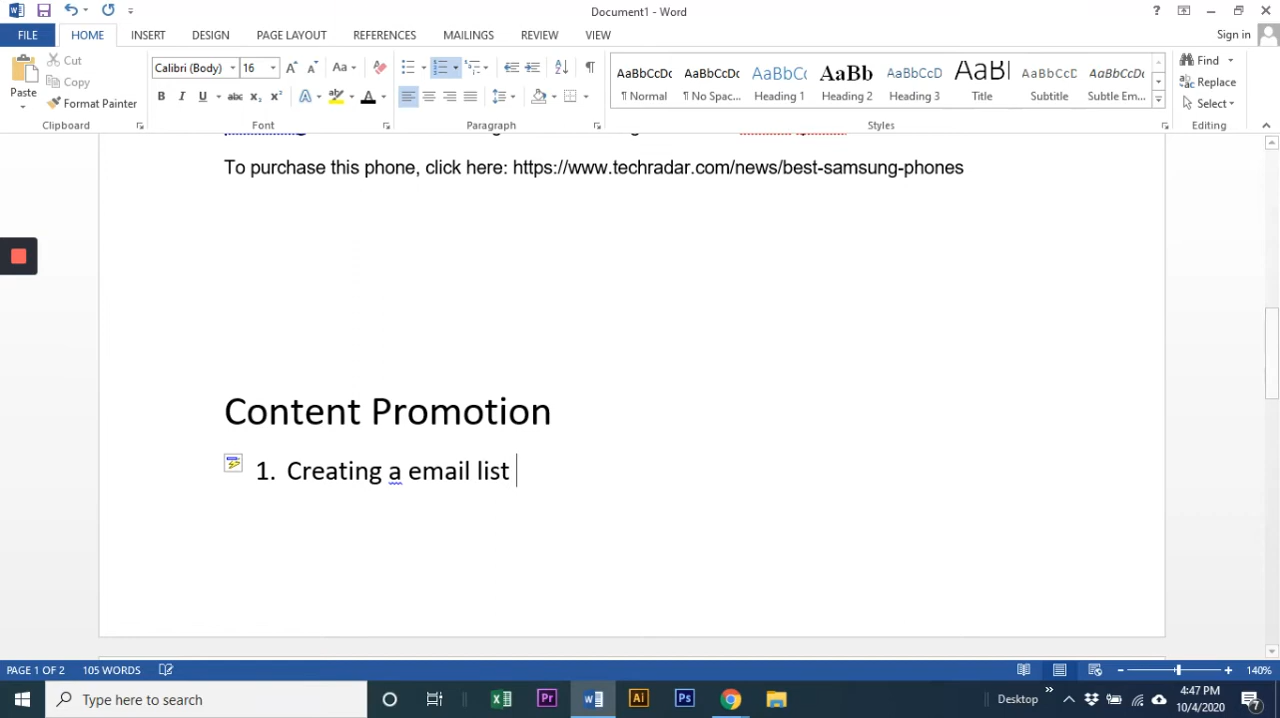 Document1 - Word
FILE HOME INSERT DESIGN PAGE LAYOUT REFERENCES MAILINGS REVIEW VIEW Sign in
Paste
Cut
Copy
Format Painter
Clipboard
Calibri (Body) 16
Font
Paragraph
AaBbCcDc AaBbCcDc AaBbCc AaBb AaBbCcD AaB AaBbCcD AaBbCcDc
¶ Normal ¶ No Spac... Heading 1 Heading 2 Heading 3 Title Subtitle Subtle Em...
Styles
Find
Replace
Select
Editing
To purchase this phone, click here: https://www.techradar.com/news/best-samsung-phones
Content Promotion
1. Creating a email list
PAGE 1 OF 2 105 WORDS 140%
Type here to search
Desktop
4:47 PM
10/4/2020